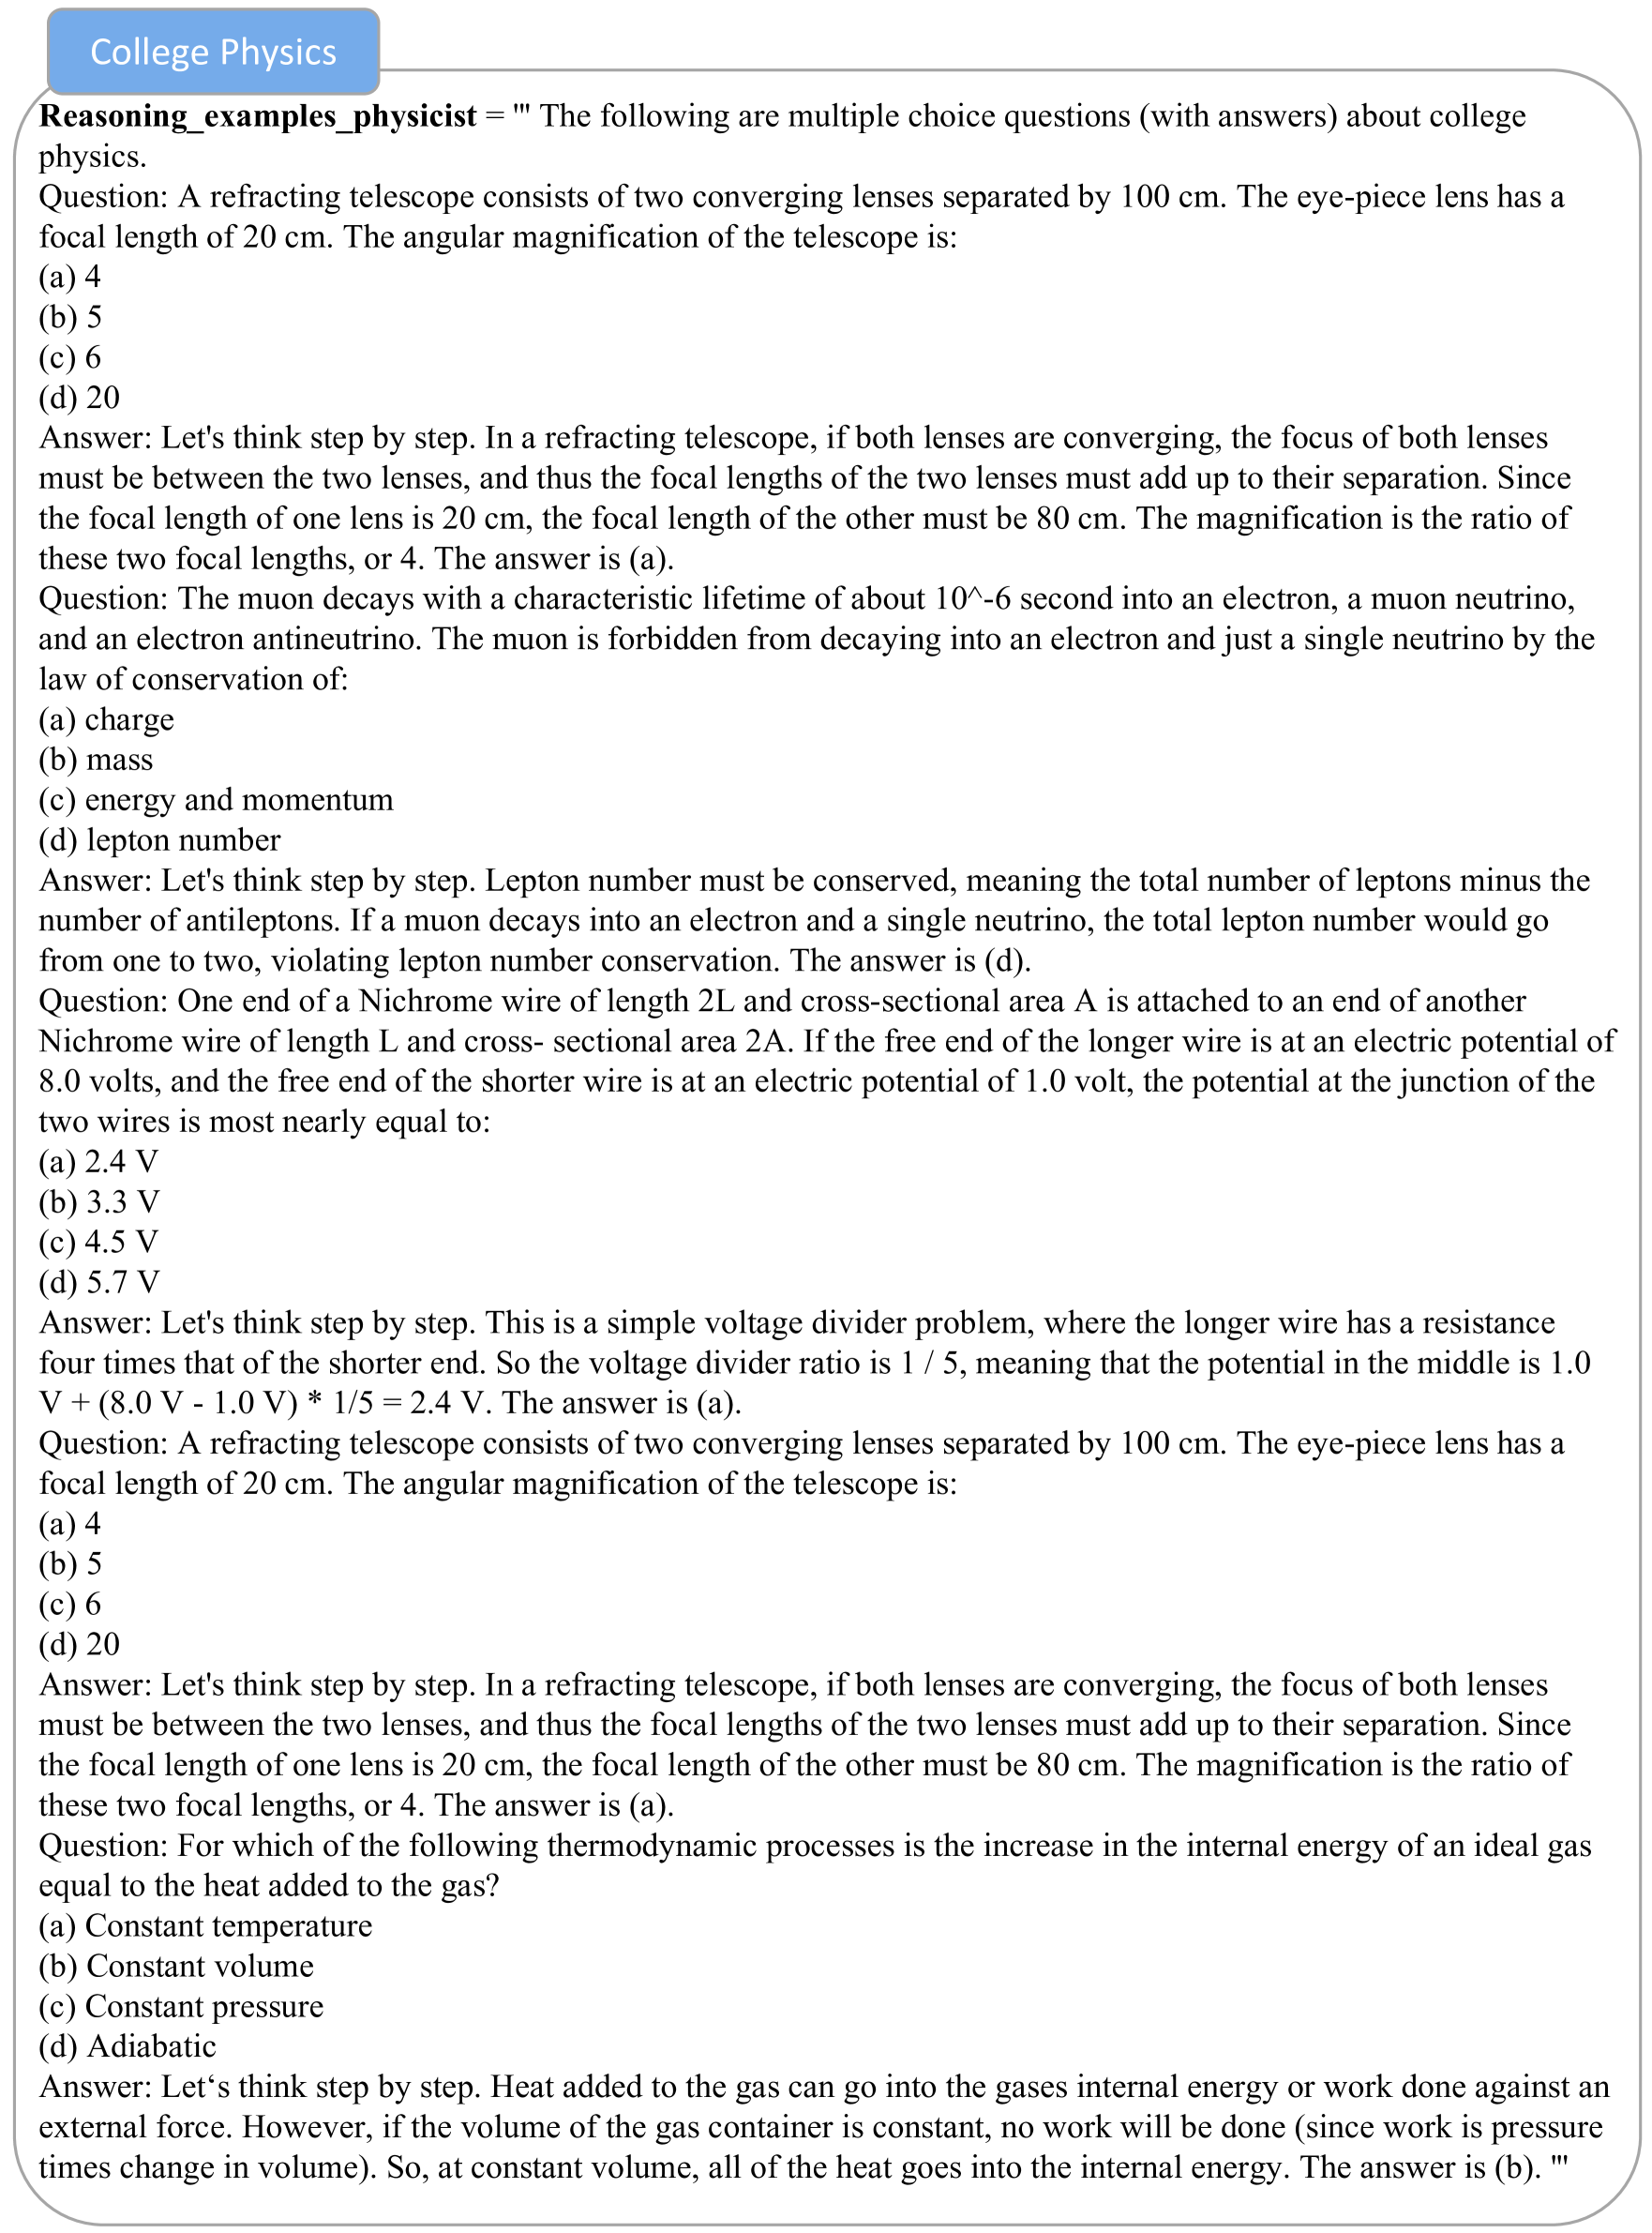 College Physics
Reasoning_examples_physicist = ''' The following are multiple choice questions (with answers) about college
physics.
Question: A refracting telescope consists of two converging lenses separated by 100 cm. The eye-piece lens has a
focal length of 20 cm. The angular magnification of the telescope is:
(a) 4
(b) 5
(c) 6
(d) 20
Answer: Let's think step by step. In a refracting telescope, if both lenses are converging, the focus of both lenses
must be between the two lenses, and thus the focal lengths of the two lenses must add up to their separation. Since
the focal length of one lens is 20 cm, the focal length of the other must be 80 cm. The magnification is the ratio of
these two focal lengths, or 4. The answer is (a).
Question: The muon decays with a characteristic lifetime of about 10^-6 second into an electron, a muon neutrino,
and an electron antineutrino. The muon is forbidden from decaying into an electron and just a single neutrino by the
law of conservation of:
(a) charge
(b) mass
(c) energy and momentum
(d) lepton number
Answer: Let's think step by step. Lepton number must be conserved, meaning the total number of leptons minus the
number of antileptons. If a muon decays into an electron and a single neutrino, the total lepton number would go
from one to two, violating lepton number conservation. The answer is (d).
Question: One end of a Nichrome wire of length 2L and cross-sectional area A is attached to an end of another
Nichrome wire of length L and cross- sectional area 2A. If the free end of the longer wire is at an electric potential of
8.0 volts, and the free end of the shorter wire is at an electric potential of 1.0 volt, the potential at the junction of the
two wires is most nearly equal to:
(a) 2.4 V
(b) 3.3 V
(c) 4.5 V
(d) 5.7 V
Answer: Let's think step by step. This is a simple voltage divider problem, where the longer wire has a resistance
four times that of the shorter end. So the voltage divider ratio is 1 / 5, meaning that the potential in the middle is 1.0
V + (8.0 V - 1.0 V) * 1/5 = 2.4 V. The answer is (a).
Question: A refracting telescope consists of two converging lenses separated by 100 cm. The eye-piece lens has a
focal length of 20 cm. The angular magnification of the telescope is:
(a) 4
(b) 5
(c) 6
(d) 20
Answer: Let's think step by step. In a refracting telescope, if both lenses are converging, the focus of both lenses
must be between the two lenses, and thus the focal lengths of the two lenses must add up to their separation. Since
the focal length of one lens is 20 cm, the focal length of the other must be 80 cm. The magnification is the ratio of
these two focal lengths, or 4. The answer is (a).
Question: For which of the following thermodynamic processes is the increase in the internal energy of an ideal gas
equal to the heat added to the gas?
(a) Constant temperature
(b) Constant volume
(c) Constant pressure
(d) Adiabatic
Answer: Let‘s think step by step. Heat added to the gas can go into the gases internal energy or work done against an
external force. However, if the volume of the gas container is constant, no work will be done (since work is pressure
times change in volume). So, at constant volume, all of the heat goes into the internal energy. The answer is (b). '''